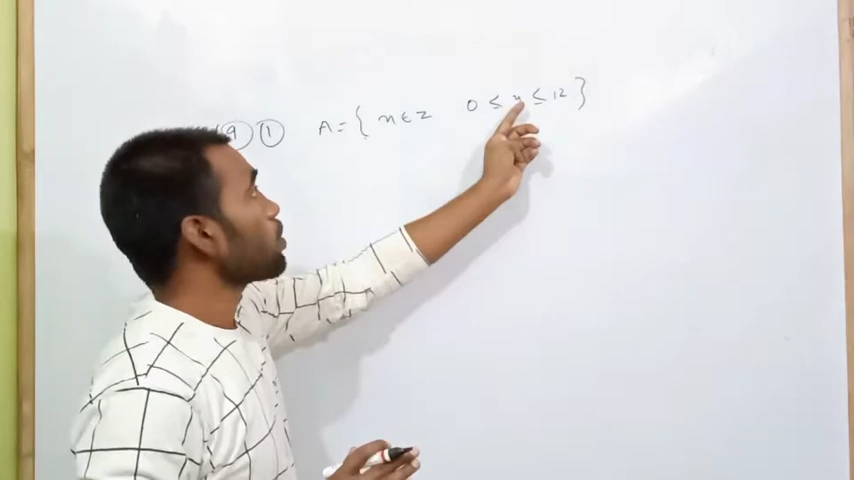 9 1 A = { x ∈ Z 0 ≤ x ≤ 12 }